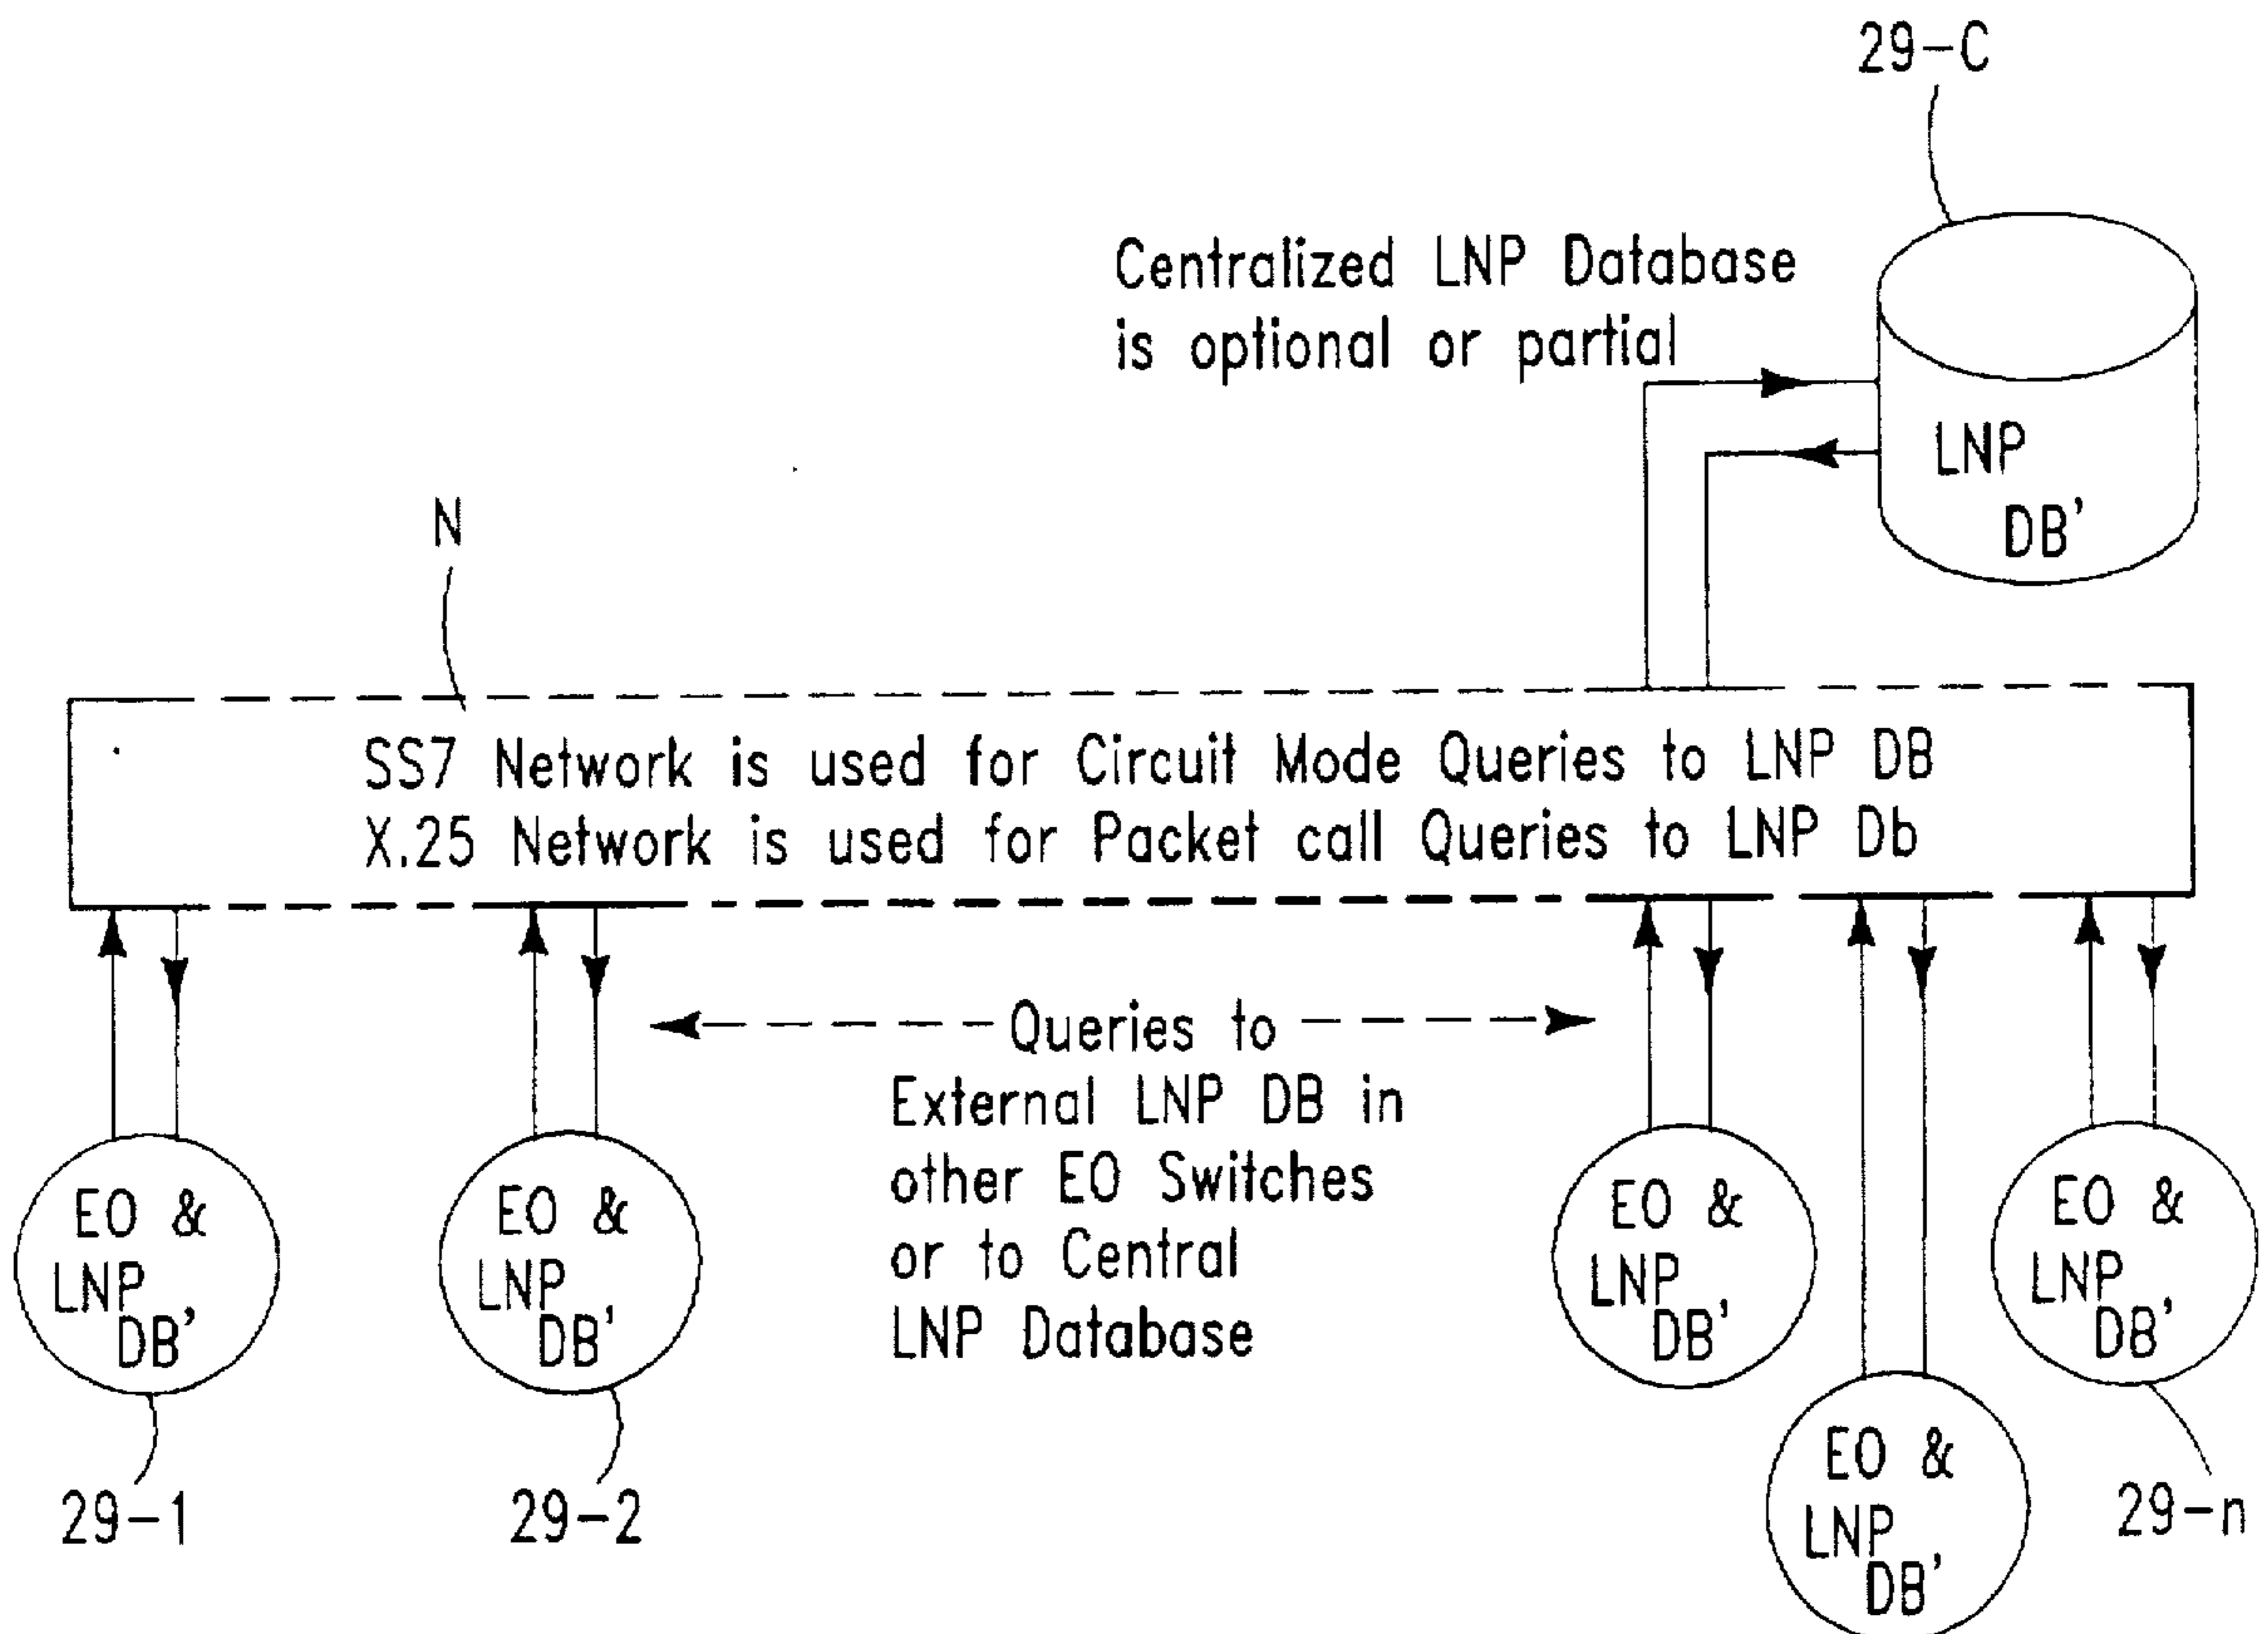 29-C
Centralized LNP Database
is optional or partial
LNP
DB'
N
SS7 Network is used for Circuit Mode Queries to LNP DB
X.25 Network is used for Packet call Queries to LNP Db
Queries to
External LNP DB in
other EO Switches
or to Central
LNP Database
EO &
LNP
DB'
EO &
LNP
DB'
EO &
LNP
DB'
EO &
LNP
DB'
EO &
LNP
DB'
29-1
29-2
29-n